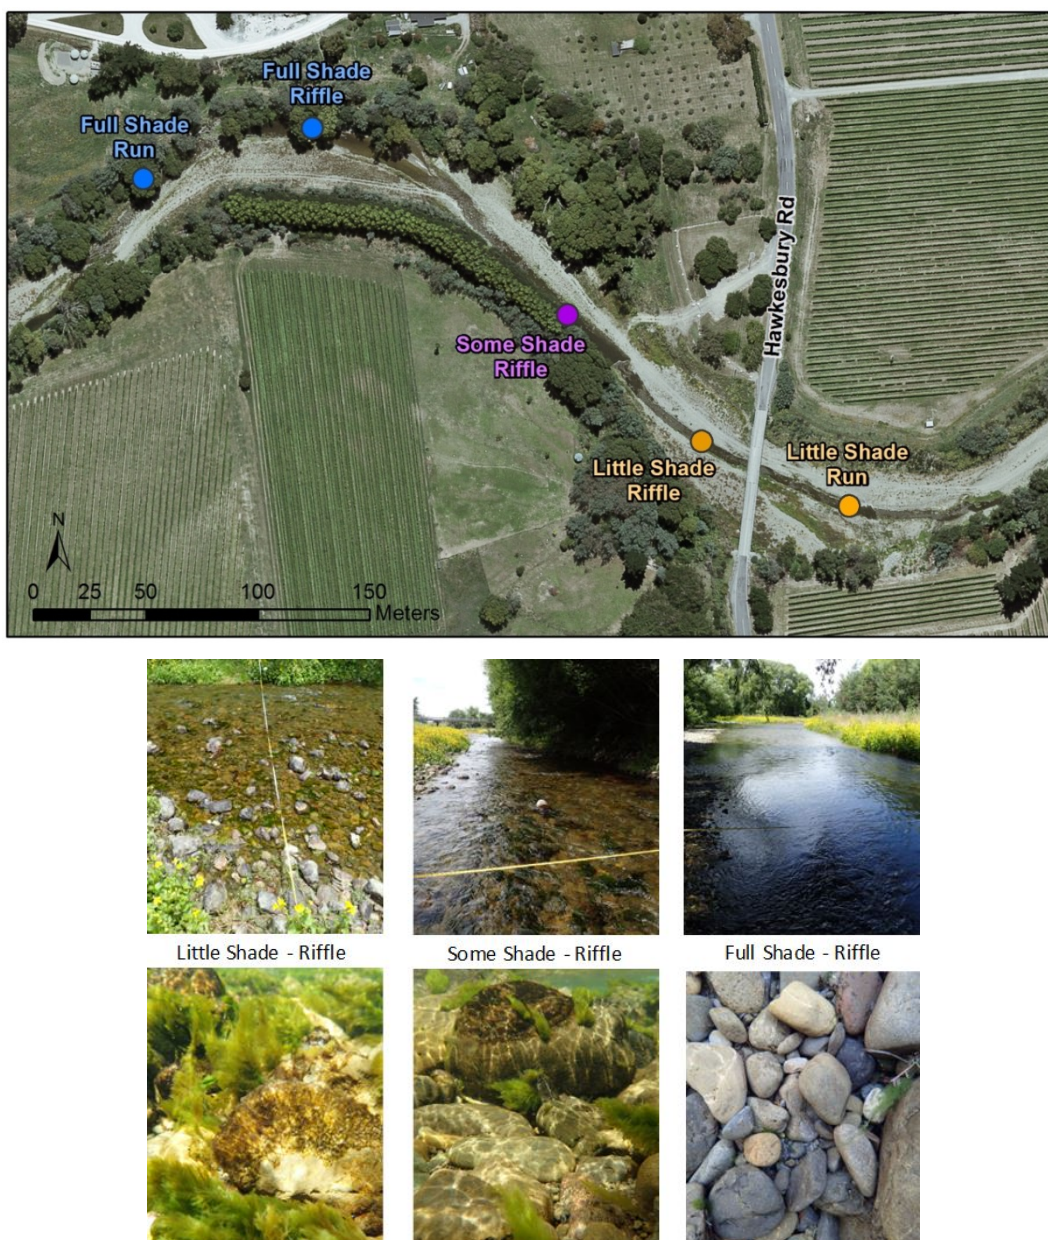 Full Shade
Riffle
Full Shade
Run
Hawkesbury Rd
Some Shade
Riffle
Little Shade
Riffle
Little Shade
Run
N
0 25 50 100 150
Meters
Little Shade - Riffle
Some Shade - Riffle
Full Shade - Riffle